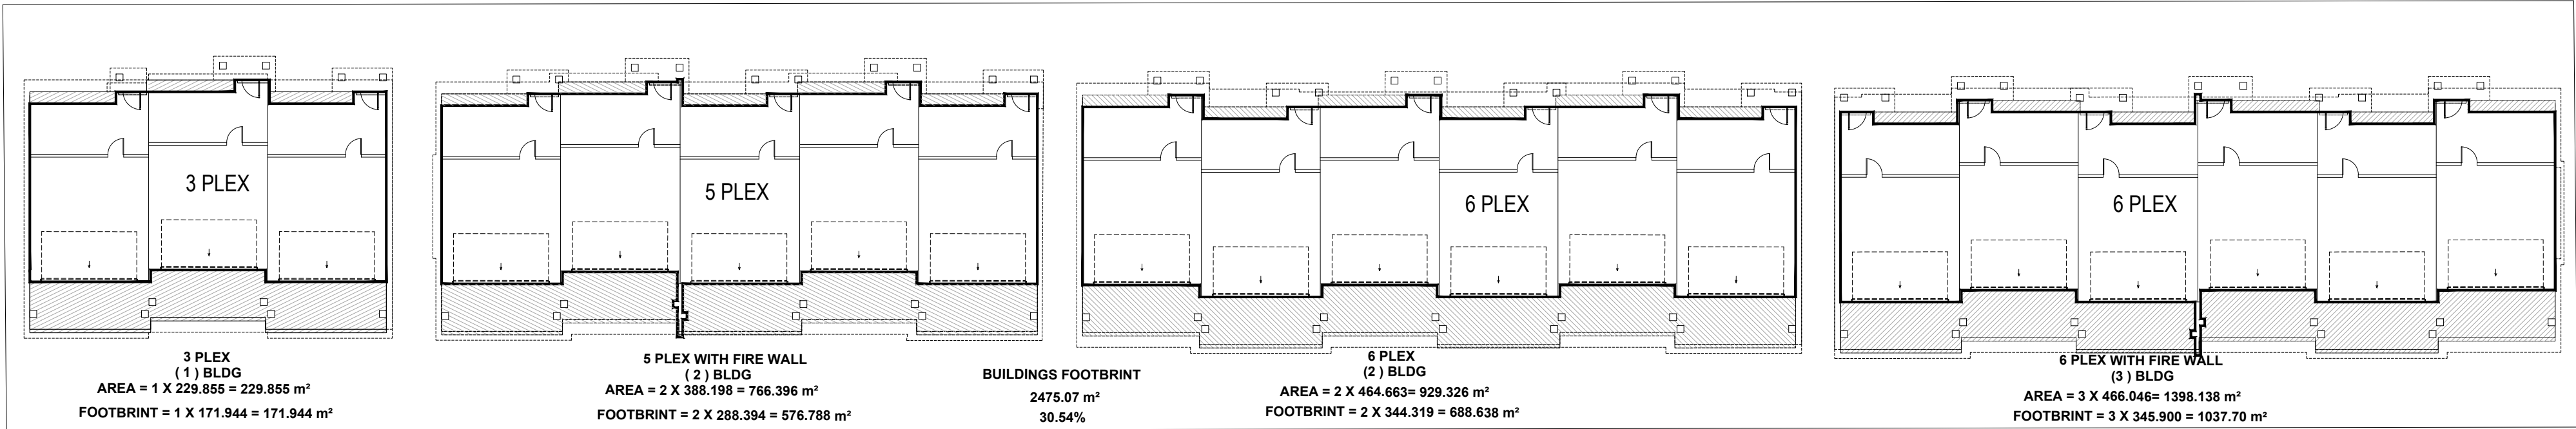 3 PLEX
5 PLEX
6 PLEX
6 PLEX
3 PLEX
( 1 ) BLDG
AREA = 1 X 229.855 = 229.855 m²
FOOTBRINT = 1 X 171.944 = 171.944 m²
5 PLEX WITH FIRE WALL
( 2 ) BLDG
AREA = 2 X 388.198 = 766.396 m²
FOOTBRINT = 2 X 288.394 = 576.788 m²
BUILDINGS FOOTBRINT
2475.07 m²
30.54%
6 PLEX
(2 ) BLDG
AREA = 2 X 464.663= 929.326 m²
FOOTBRINT = 2 X 344.319 = 688.638 m²
6 PLEX WITH FIRE WALL
(3 ) BLDG
AREA = 3 X 466.046= 1398.138 m²
FOOTBRINT = 3 X 345.900 = 1037.70 m²